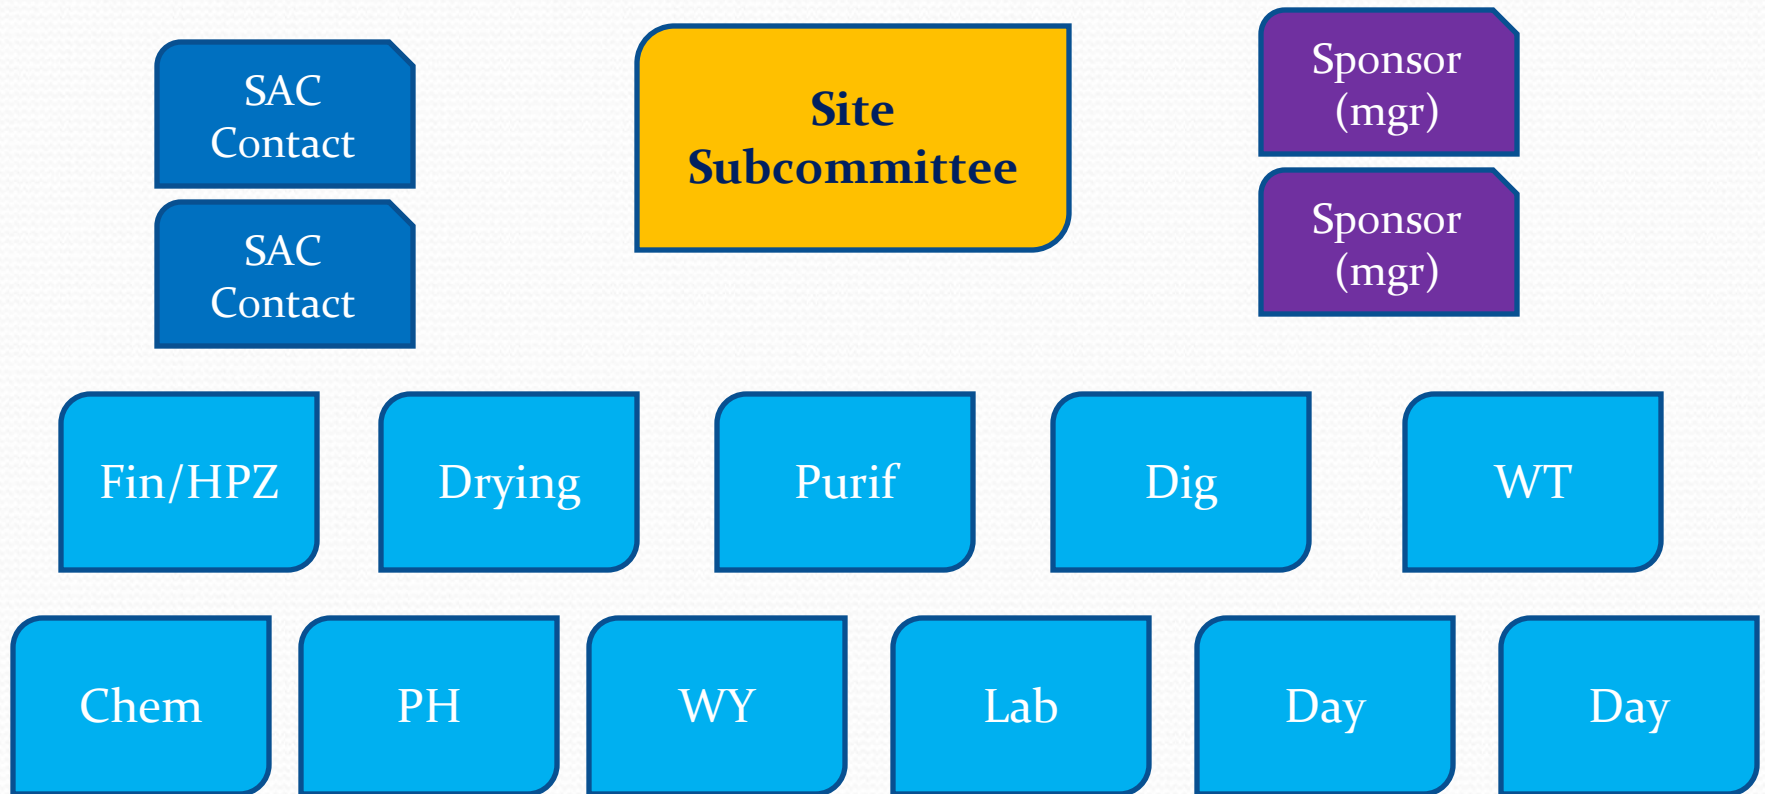 SAC
Contact
SAC
Contact
Site
Subcommittee
Sponsor
(mgr)
Sponsor
(mgr)
Fin/HPZ
Drying
Purif
Dig
WT
Chem
PH
WY
Lab
Day
Day